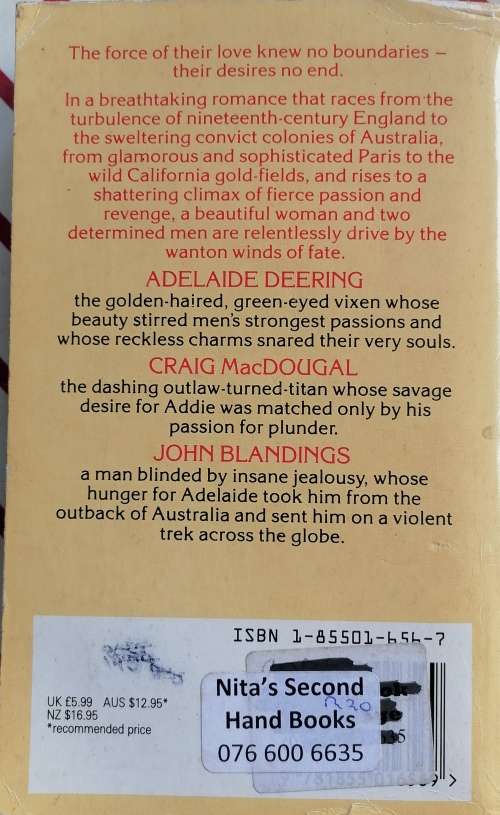 The force of their love knew no boundaries –
their desires no end.
In a breathtaking romance that races from the
turbulence of nineteenth-century England to
the sweltering convict colonies of Australia,
from glamorous and sophisticated Paris to the
wild California gold-fields, and rises to a
shattering climax of fierce passion and
revenge, a beautiful woman and two
determined men are relentlessly drive by the
wanton winds of fate.
ADELAIDE DEERING
the golden-haired, green-eyed vixen whose
beauty stirred men's strongest passions and
whose reckless charms snared their very souls.
CRAIG MacDOUGAL
the dashing outlaw-turned-titan whose savage
desire for Addie was matched only by his
passion for plunder.
JOHN BLANDINGS
a man blinded by insane jealousy, whose
hunger for Adelaide took him from the
outback of Australia and sent him on a violent
trek across the globe.
ISBN 1-85501-656-7
UK £5.99 AUS $12.95*
NZ $16.95
*recommended price
Nita's Second
R20
Hand Books
076 600 6635